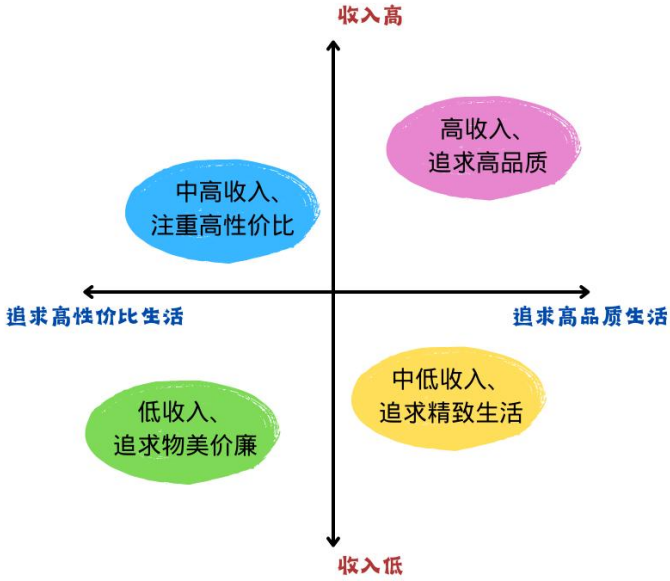 收入高
高收入、
追求高品质
中高收入、
注重高性价比
追求高性价比生活
追求高品质生活
中低收入、
追求精致生活
低收入、
追求物美价廉
收入低